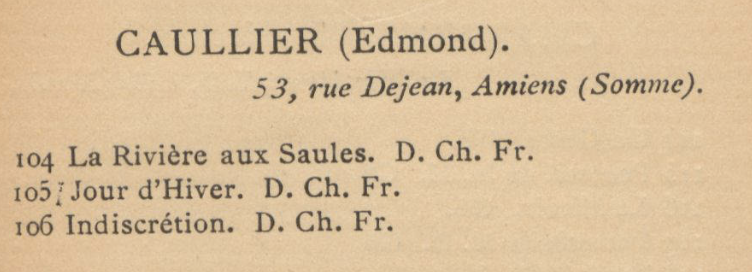 CAULLIER (Edmond).
53, rue Dejean, Amiens (Somme).
104 La Rivière aux Saules. D. Ch. Fr.
105 Jour d'Hiver. D. Ch. Fr.
106 Indiscrétion. D. Ch. Fr.